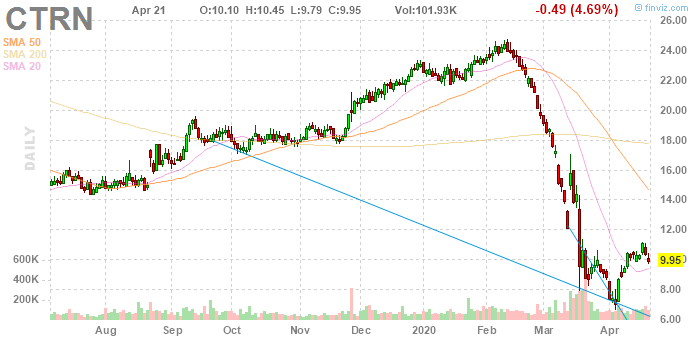 CTRN Apr 21 O:10.10 H:10.45 L:9.79 C:9.95 Vol:101.93K -0.49 (4.69%)
© finviz.com
SMA 50
SMA 200
SMA 20
DAILY
26.00
24.00
22.00
20.00
18.00
16.00
14.00
12.00
9.95
8.00
6.00
600K
400K
200K
Aug Sep Oct Nov Dec 2020 Feb Mar Apr